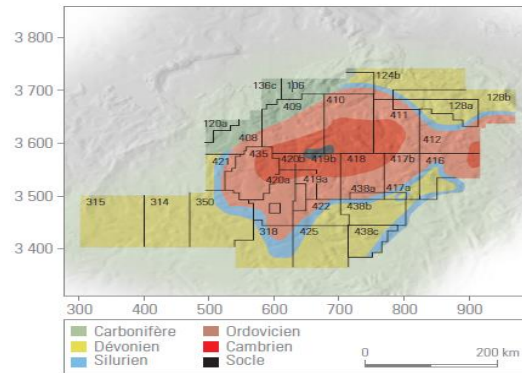 3 800
124b
136c 106
3 700
410
409
128b
128a
411
120a
408
412
3 600
435
420b 419b 418 417b 416
421
420a 419a
438a 417a
3 500
315 314 350
422 438b
318 425 438c
3 400
300 400 500 600 700 800 900
Carbonifère Ordovicien
Dévonien Cambrien
Silurien Socle
0 200 km